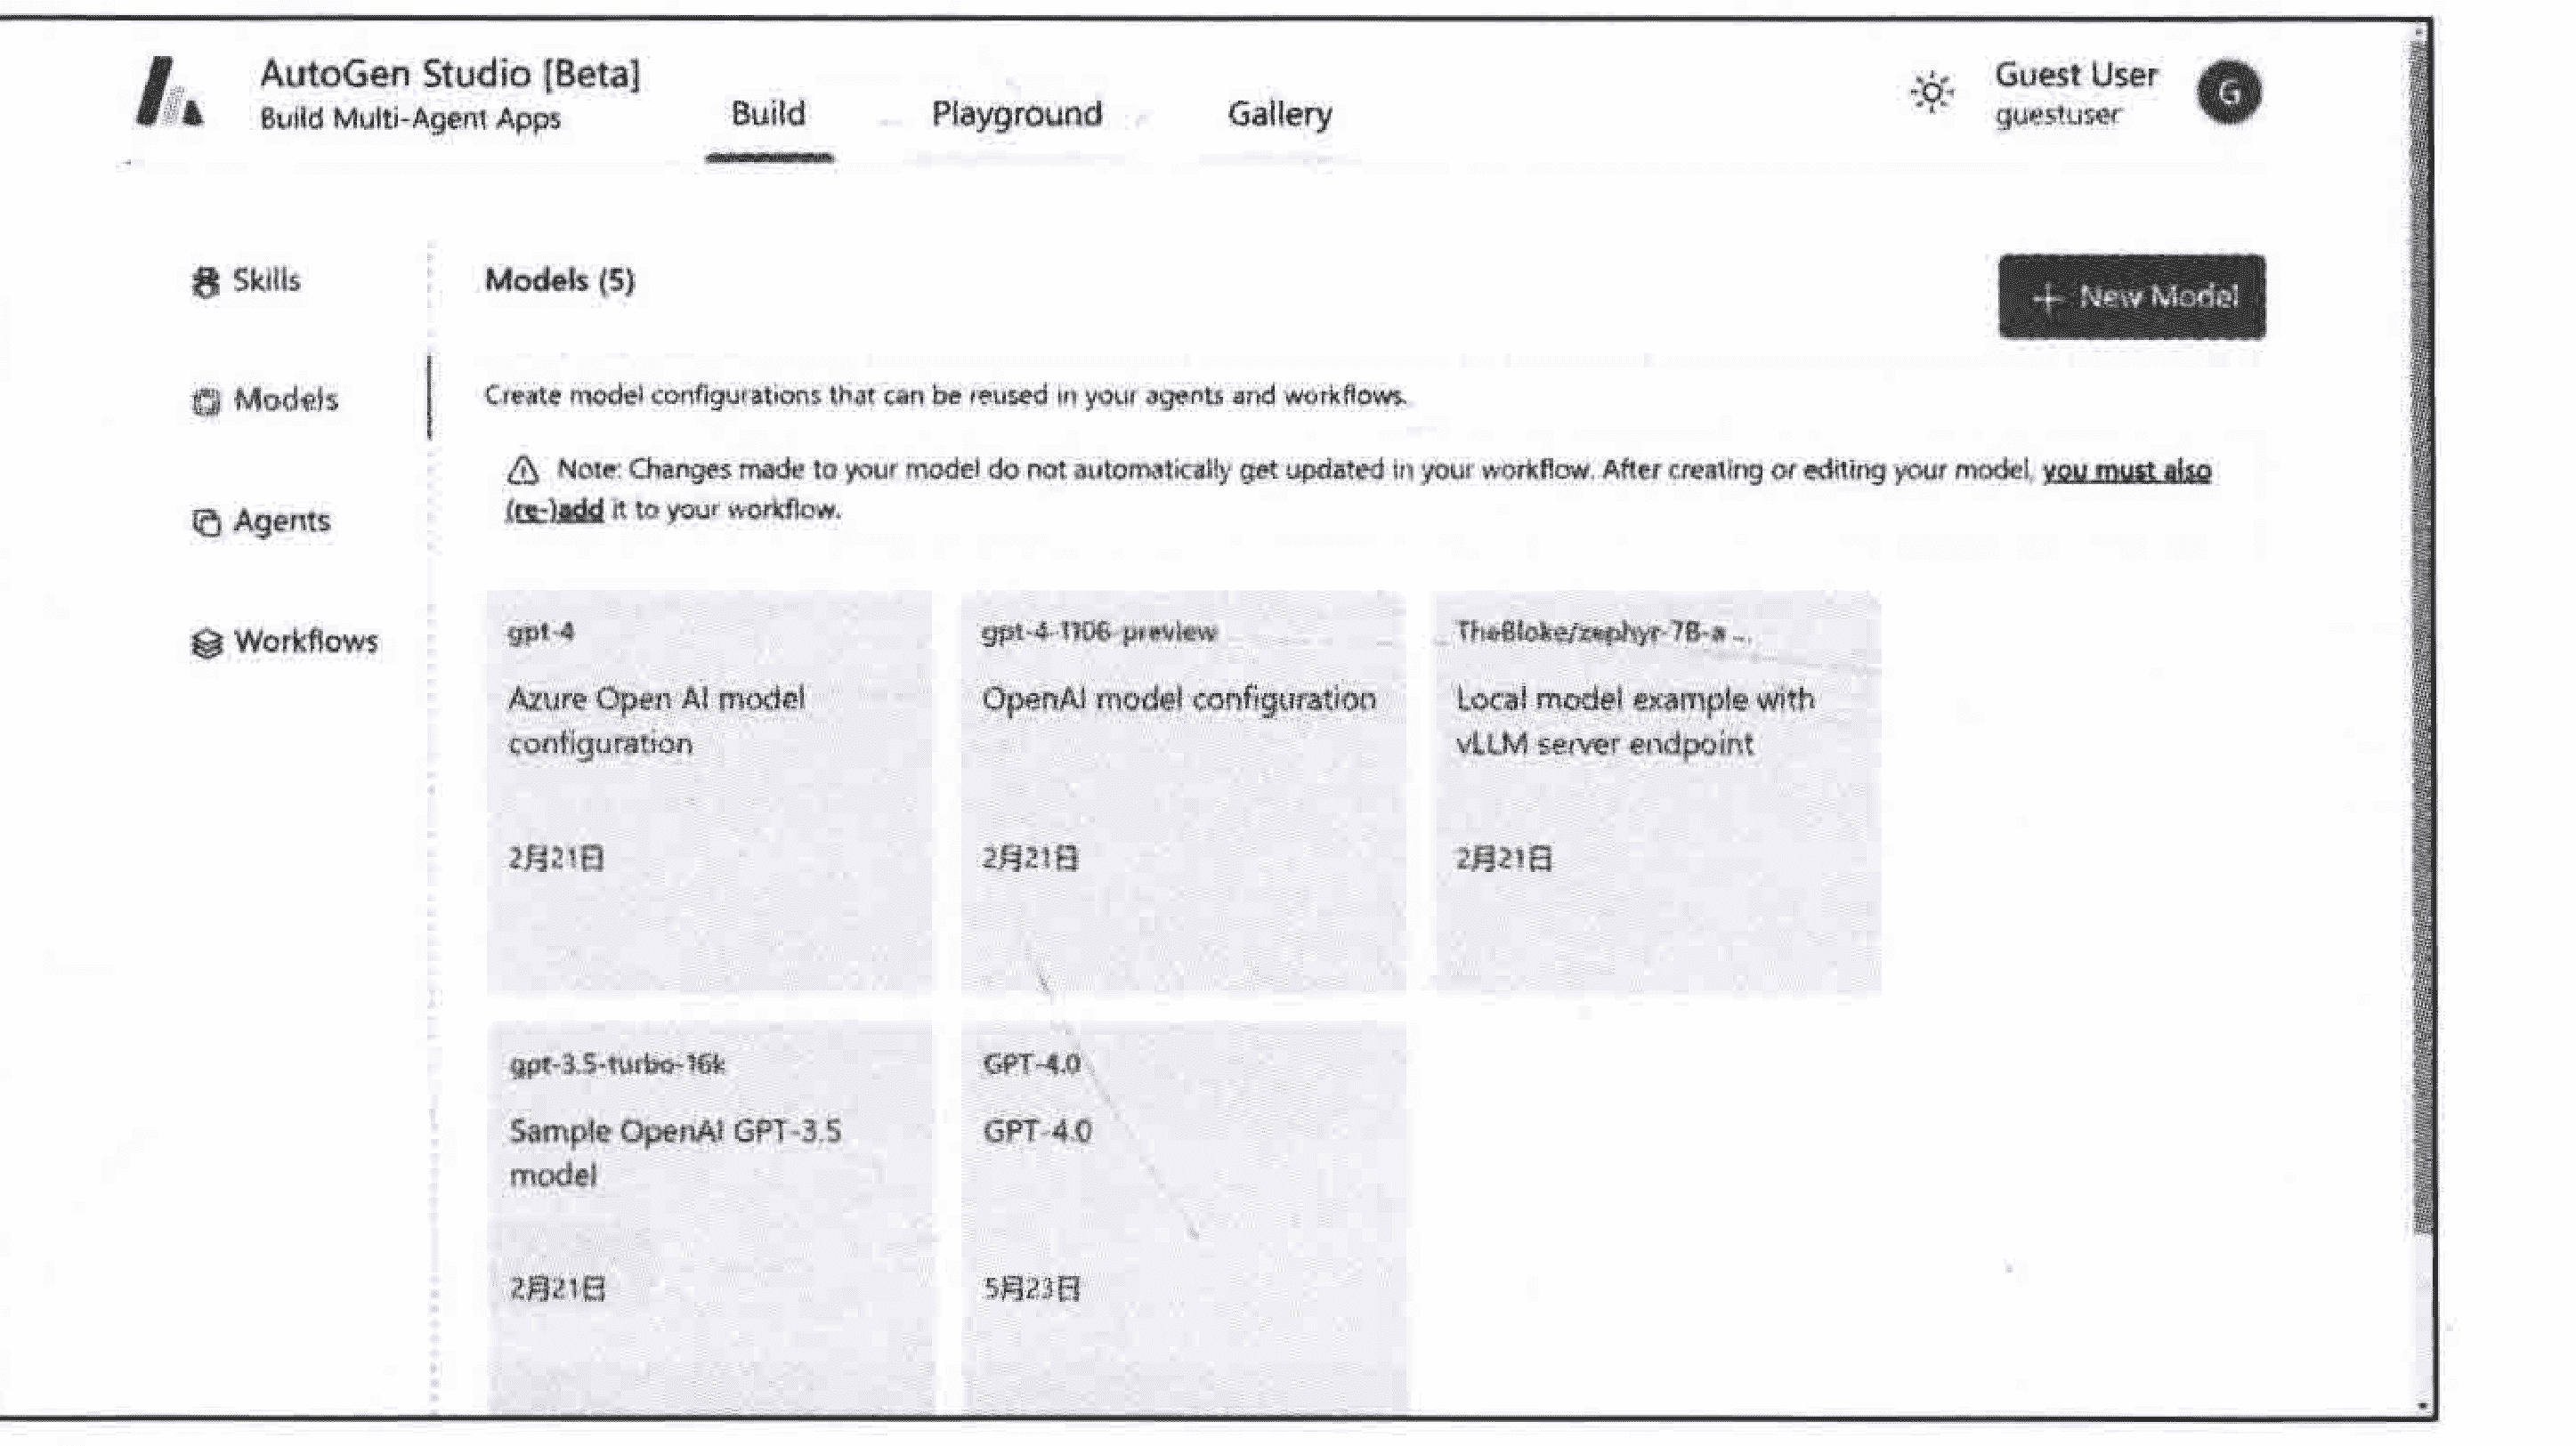 AutoGen Studio [Beta]
Build Multi-Agent Apps
Build
Playground
Gallery
Guest User
guestuser
G
Skills
Models
Agents
Workflows
Models (5)
+ New Model
Create model configurations that can be reused in your agents and workflows.
Note: Changes made to your model do not automatically get updated in your workflow. After creating or editing your model, you must also
(re-)add it to your workflow.
gpt-4
Azure Open AI model
configuration
2月21日
gpt-4-1106-preview
OpenAI model configuration
2月21日
TheBloke/zephyr-7B-a ...
Local model example with
vLLM server endpoint
2月21日
gpt-3.5-turbo-16k
Sample OpenAI GPT-3.5
model
2月21日
GPT-4.0
GPT-4.0
5月23日